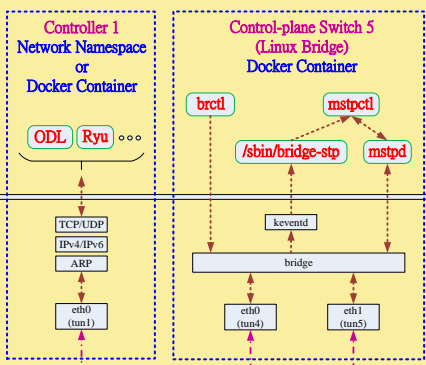 Controller 1
Network Namespace
or
Docker Container
ODL
Ryu
TCP/UDP
IPv4/IPv6
ARP
eth0
(tun1)
Control-plane Switch 5
(Linux Bridge)
Docker Container
brctl
mstpctl
/sbin/bridge-stp
mstpd
keventd
bridge
eth0
(tun4)
eth1
(tun5)